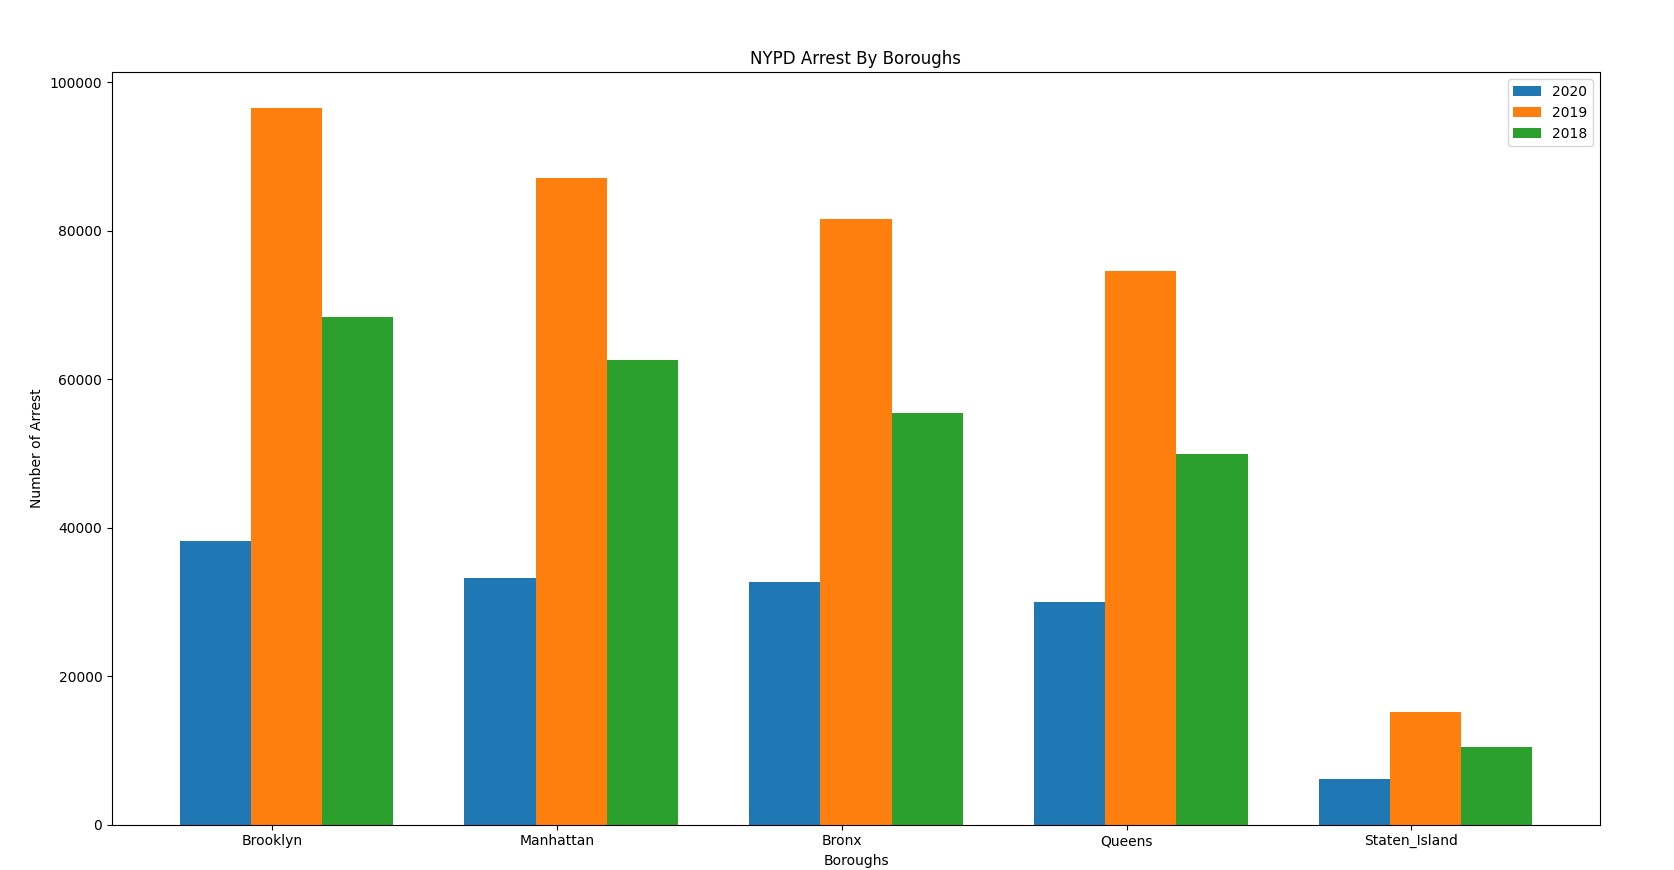 NYPD Arrest By Boroughs
100000
80000
60000
40000
20000
0
Number of Arrest
2020
2019
2018
Brooklyn
Manhattan
Bronx
Queens
Staten_Island
Boroughs